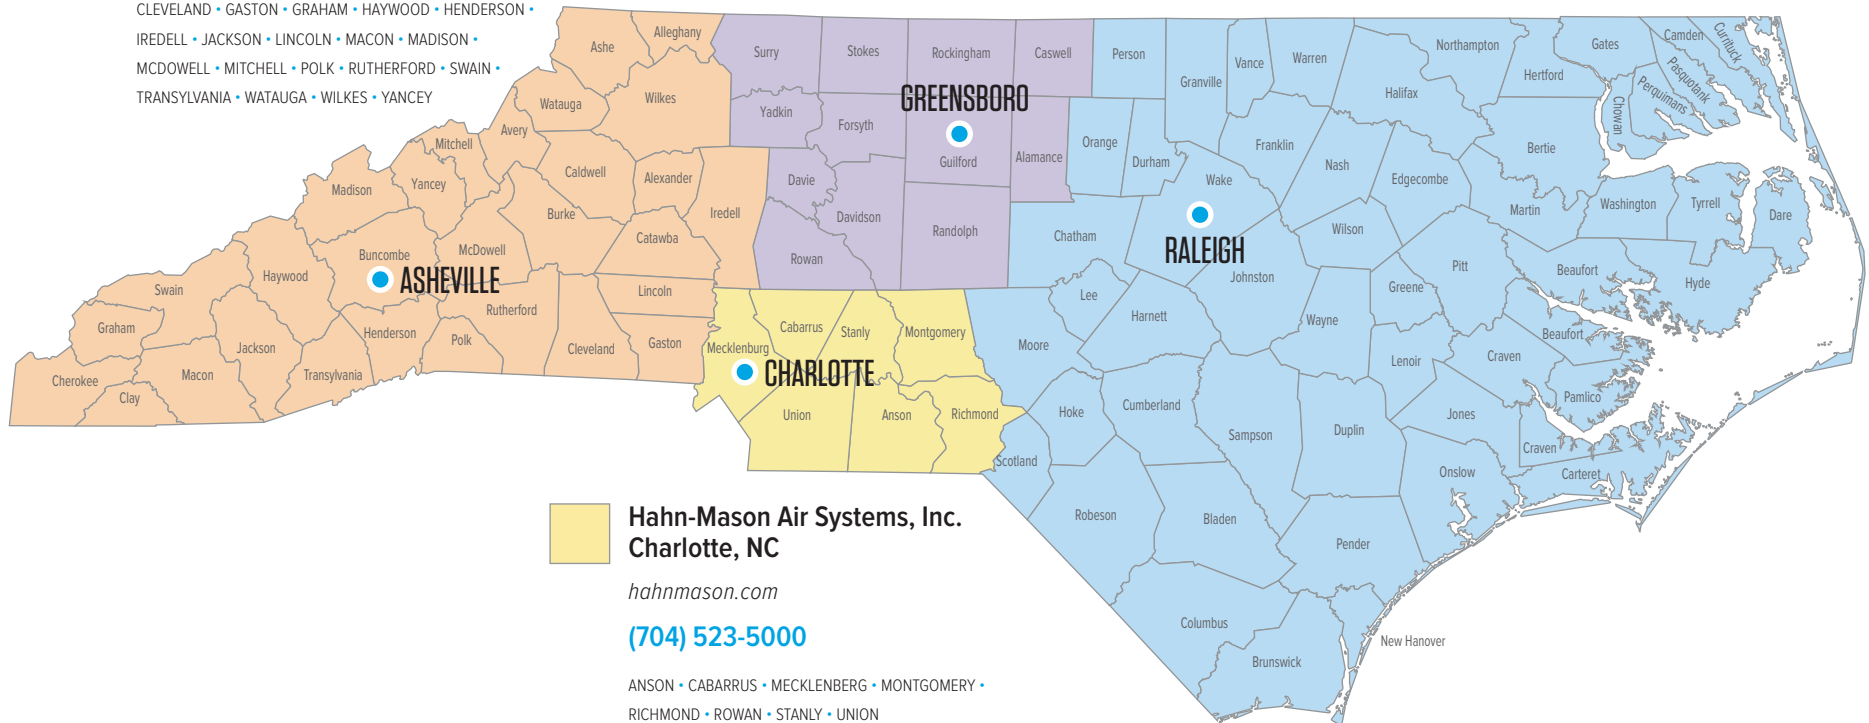 CLEVELAND • GASTON • GRAHAM • HAYWOOD • HENDERSON •
IREDELL • JACKSON • LINCOLN • MACON • MADISON •
MCDOWELL • MITCHELL • POLK • RUTHERFORD • SWAIN •
TRANSYLVANIA • WATAUGA • WILKES • YANCEY
Ashe
Alleghany
Watauga
Wilkes
Avery
Mitchell
Yancey
Madison
Caldwell
Alexander
Iredell
Burke
Catawba
McDowell
Buncombe
Haywood
ASHEVILLE
Swain
Lincoln
Rutherford
Graham
Henderson
Polk
Cleveland
Gaston
Jackson
Cherokee
Macon
Transylvania
Clay
Surry
Stokes
Rockingham
Caswell
GREENSBORO
Yadkin
Forsyth
Guilford
Alamance
Davie
Davidson
Randolph
Rowan
Mecklenburg
Cabarrus
Stanly
Montgomery
CHARLOTTE
Union
Anson
Richmond
Person
Granville
Vance
Warren
Northampton
Gates
Camden
Currituck
Pasquotank
Perquimans
Chowan
Hertford
Halifax
Orange
Durham
Franklin
Nash
Edgecombe
Bertie
Wake
Martin
Washington
Tyrrell
Dare
Chatham
RALEIGH
Wilson
Johnston
Pitt
Beaufort
Hyde
Lee
Harnett
Greene
Wayne
Beaufort
Moore
Lenoir
Craven
Pamlico
Hoke
Cumberland
Sampson
Duplin
Jones
Craven
Carteret
Scotland
Onslow
Robeson
Bladen
Pender
Columbus
Brunswick
New Hanover
Hahn-Mason Air Systems, Inc.
Charlotte, NC
hahnmason.com
(704) 523-5000
ANSON • CABARRUS • MECKLENBERG • MONTGOMERY •
RICHMOND • ROWAN • STANLY • UNION